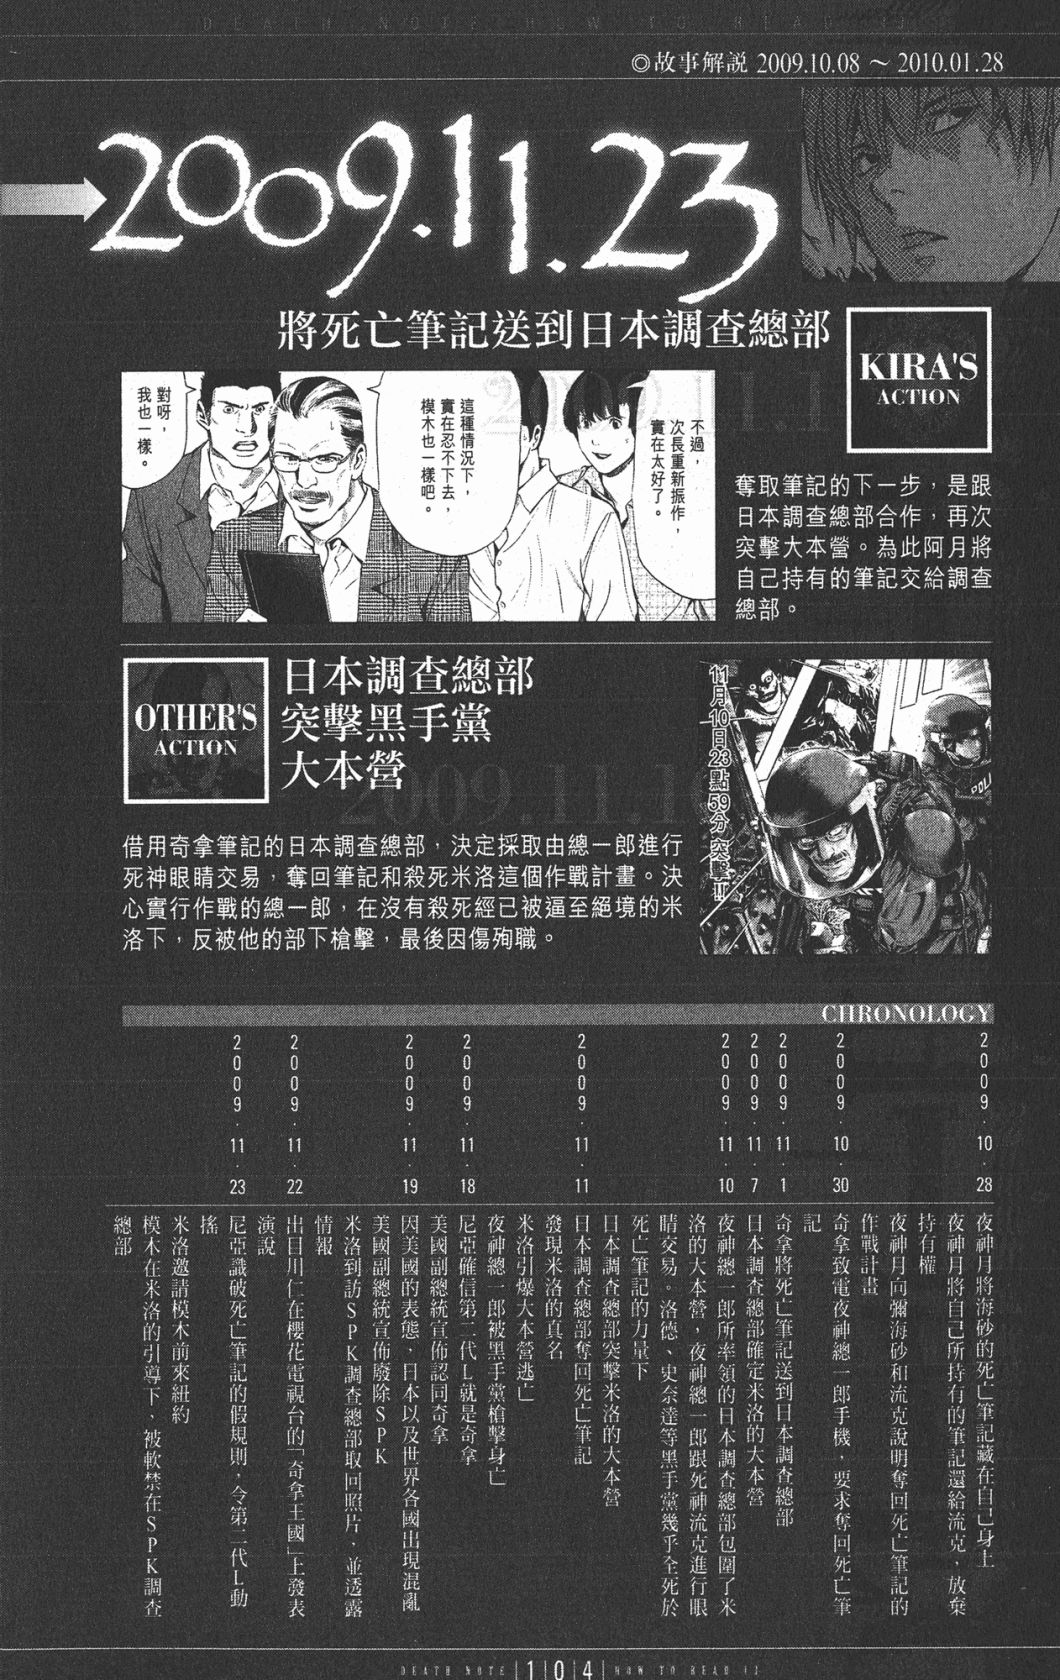 DEATH NOTE HOW TO READ 13
◎故事解説 2009.10.08 ～ 2010.01.28
2009.11.23
將死亡筆記送到日本調查總部
KIRA'S
ACTION
不過，
次長重新振作，
實在太好了。
這種情況下，
實在忍不下去，
模木也一樣吧。
對呀，
我也一樣。
奪取筆記的下一步，是跟
日本調查總部合作，再次
突擊大本營。為此阿月將
自己持有的筆記交給調查
總部。
OTHER'S
ACTION
日本調查總部
突擊黑手黨
大本營
11月10日23點59分 突擊!!
POLI
借用奇拿筆記的日本調查總部，決定採取由總一郎進行
死神眼睛交易，奪回筆記和殺死米洛這個作戰計畫。決
心實行作戰的總一郎，在沒有殺死經已被逼至絕境的米
洛下，反被他的部下槍擊，最後因傷殉職。
CHRONOLOGY
2009.10.28
夜神月將海砂的死亡筆記藏在自己身上
夜神月將自己所持有的筆記還給流克，放棄
持有權
夜神月向彌海砂和流克說明奪回死亡筆記的
作戰計畫
2009.10.30
奇拿致電夜神總一郎手機，要求奪回死亡筆
記
2009.11.1
奇拿將死亡筆記送到日本調查總部
2009.11.7
日本調查總部確定米洛的大本營
2009.11.10
夜神總一郎所率領的日本調查總部包圍了米
洛的大本營，夜神總一郎跟死神流克進行眼
睛交易。洛德、史奈達等黑手黨幾乎全死於
死亡筆記的力量下
日本調查總部突擊米洛的大本營
2009.11.11
日本調查總部奪回死亡筆記
發現米洛的真名
米洛引爆大本營逃亡
夜神總一郎被黑手黨槍擊身亡
2009.11.18
尼亞確信第二代L就是奇拿
美國副總統宣佈認同奇拿
2009.11.19
因美國的表態，日本以及世界各國出現混亂
美國副總統宣佈廢除SPK
米洛到訪SPK調查總部取回照片，並透露
情報
2009.11.22
出目川仁在櫻花電視台的「奇拿王國」上發表
演說
2009.11.23
尼亞識破死亡筆記的假規則，令第二代L動
搖
米洛邀請模木前來紐約
模木在米洛的引導下，被軟禁在SPK調查
總部
DEATH NOTE 104 HOW TO READ 13